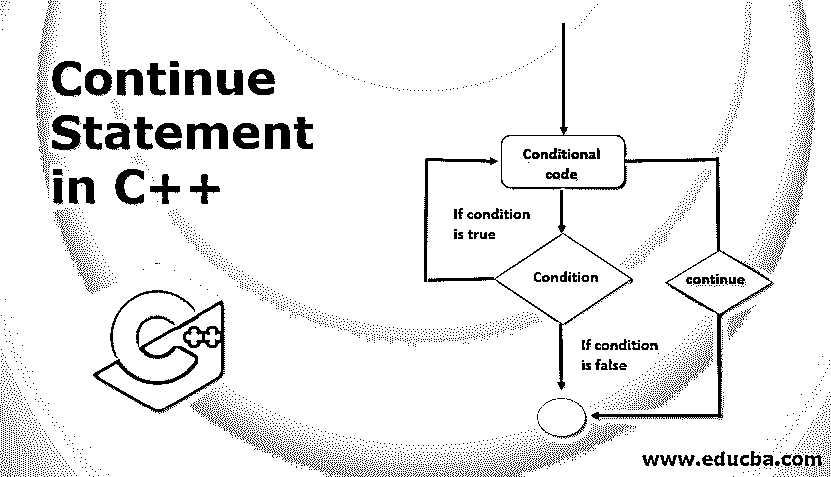 Continue
Statement
in C++
Conditional
code
If condition
is true
Condition
continue
If condition
is false
C++
www.educba.com